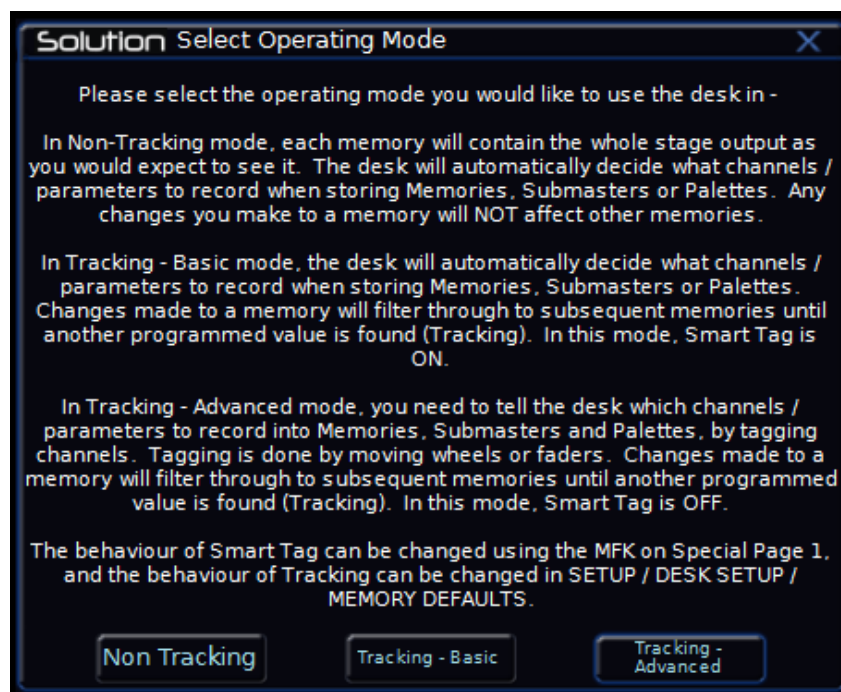 Solution Select Operating Mode X
Please select the operating mode you would like to use the desk in -
In Non-Tracking mode, each memory will contain the whole stage output as
you would expect to see it. The desk will automatically decide what channels /
parameters to record when storing Memories, Submasters or Palettes. Any
changes you make to a memory will NOT affect other memories.
In Tracking - Basic mode, the desk will automatically decide what channels /
parameters to record when storing Memories, Submasters or Palettes.
Changes made to a memory will filter through to subsequent memories until
another programmed value is found (Tracking). In this mode, Smart Tag is
ON.
In Tracking - Advanced mode, you need to tell the desk which channels /
parameters to record into Memories, Submasters and Palettes, by tagging
channels. Tagging is done by moving wheels or faders. Changes made to a
memory will filter through to subsequent memories until another programmed
value is found (Tracking). In this mode, Smart Tag is OFF.
The behaviour of Smart Tag can be changed using the MFK on Special Page 1,
and the behaviour of Tracking can be changed in SETUP / DESK SETUP /
MEMORY DEFAULTS.
Non Tracking
Tracking - Basic
Tracking -
Advanced